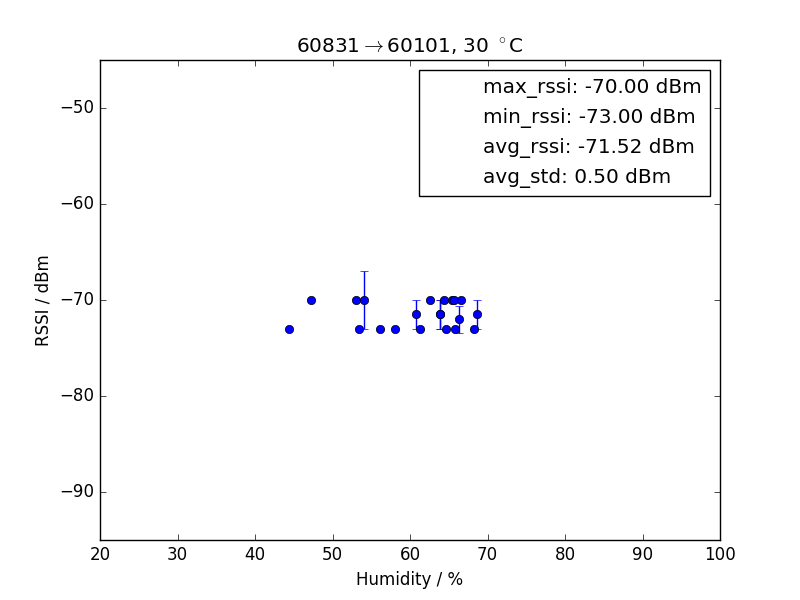 60831→60101, 30 °C
max_rssi: -70.00 dBm
min_rssi: -73.00 dBm
avg_rssi: -71.52 dBm
avg_std: 0.50 dBm
−50
−60
−70
−80
−90
RSSI / dBm
20 30 40 50 60 70 80 90 100
Humidity / %